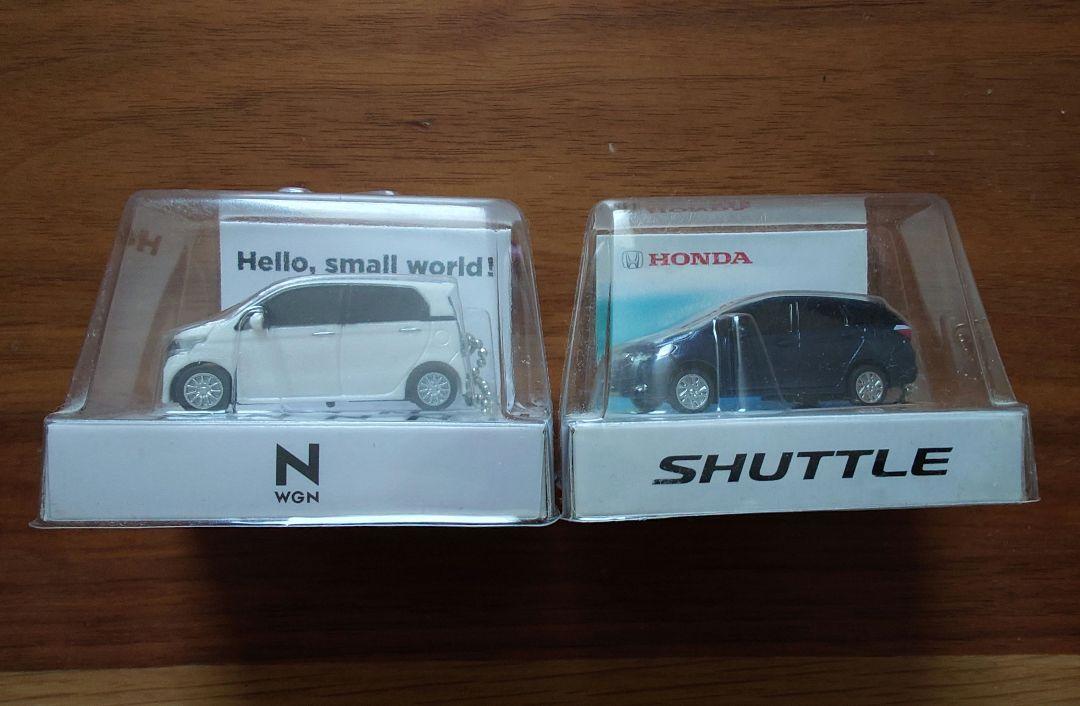 Hello, small world!
N
WGN
HONDA
SHUTTLE